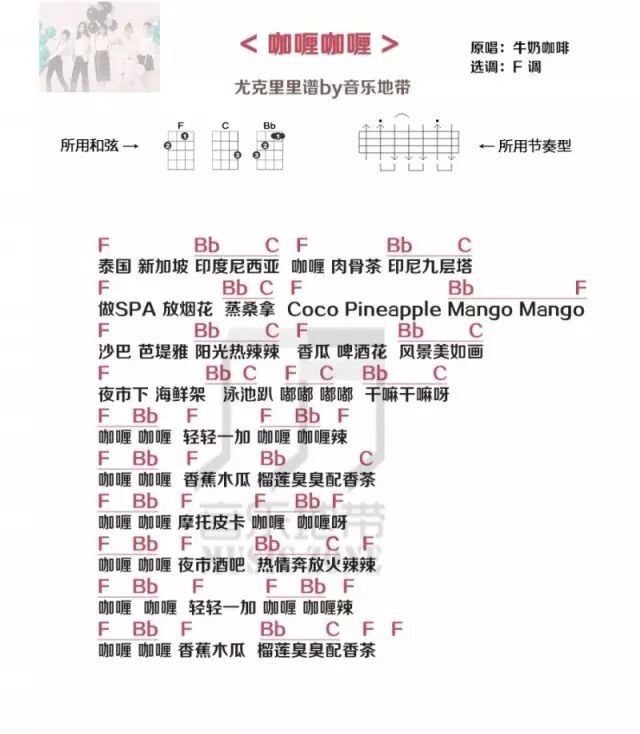 < 咖喱咖喱 >
原唱：牛奶咖啡
选调：F 调
尤克里里谱by音乐地带
所用和弦→
F C Bb
←所用节奏型
F Bb C F Bb C
泰国 新加坡 印度尼西亚 咖喱 肉骨茶 印尼九层塔
F Bb C F Bb F
做SPA 放烟花 蒸桑拿 Coco Pineapple Mango Mango
F Bb C F Bb C
沙巴 芭堤雅 阳光热辣辣 香瓜 啤酒花 风景美如画
F Bb C F C Bb C
夜市下 海鲜架 泳池趴 嘟嘟 嘟嘟 干嘛干嘛呀
F Bb F F Bb F
咖喱 咖喱 轻轻一加 咖喱 咖喱辣
F Bb F Bb C
咖喱 咖喱 香蕉木瓜 榴莲臭臭配香茶
F Bb F F Bb F
咖喱 咖喱 摩托皮卡 咖喱 咖喱呀
F Bb F Bb C F
咖喱 咖喱 夜市酒吧 热情奔放火辣辣
F Bb F F Bb F
咖喱 咖喱 轻轻一加 咖喱 咖喱辣
F Bb F Bb C F F
咖喱 咖喱 香蕉木瓜 榴莲臭臭配香茶
音乐地带